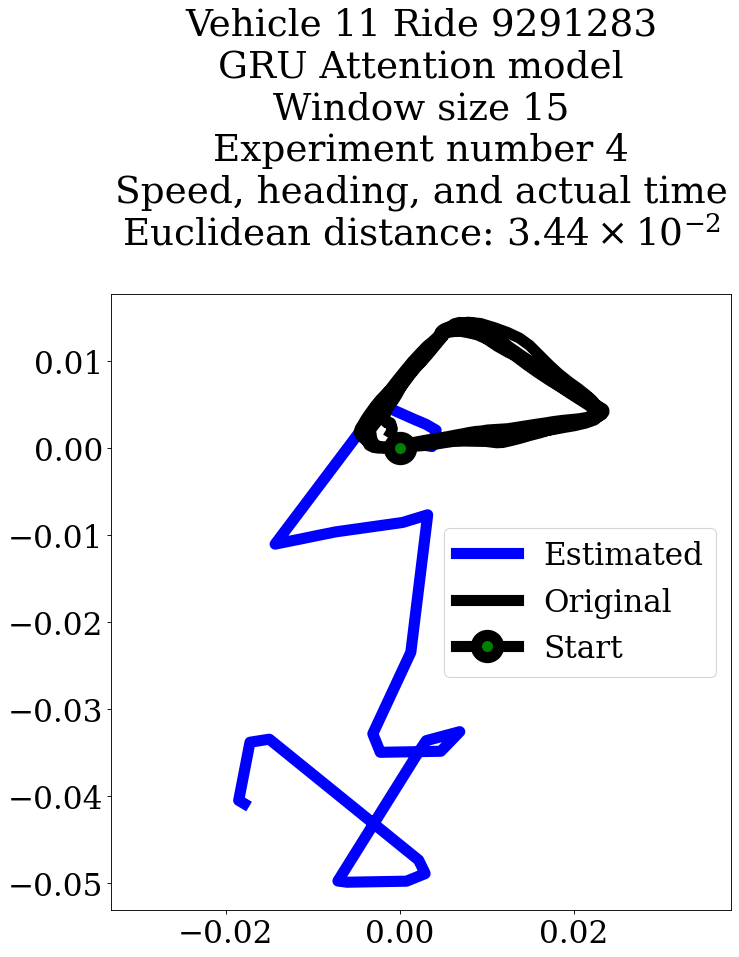 Vehicle 11 Ride 9291283
GRU Attention model
Window size 15
Experiment number 4
Speed, heading, and actual time
Euclidean distance: 3.44 × 10⁻²
0.01
0.00
−0.01
−0.02
−0.03
−0.04
−0.05
Estimated
Original
Start
−0.02 0.00 0.02